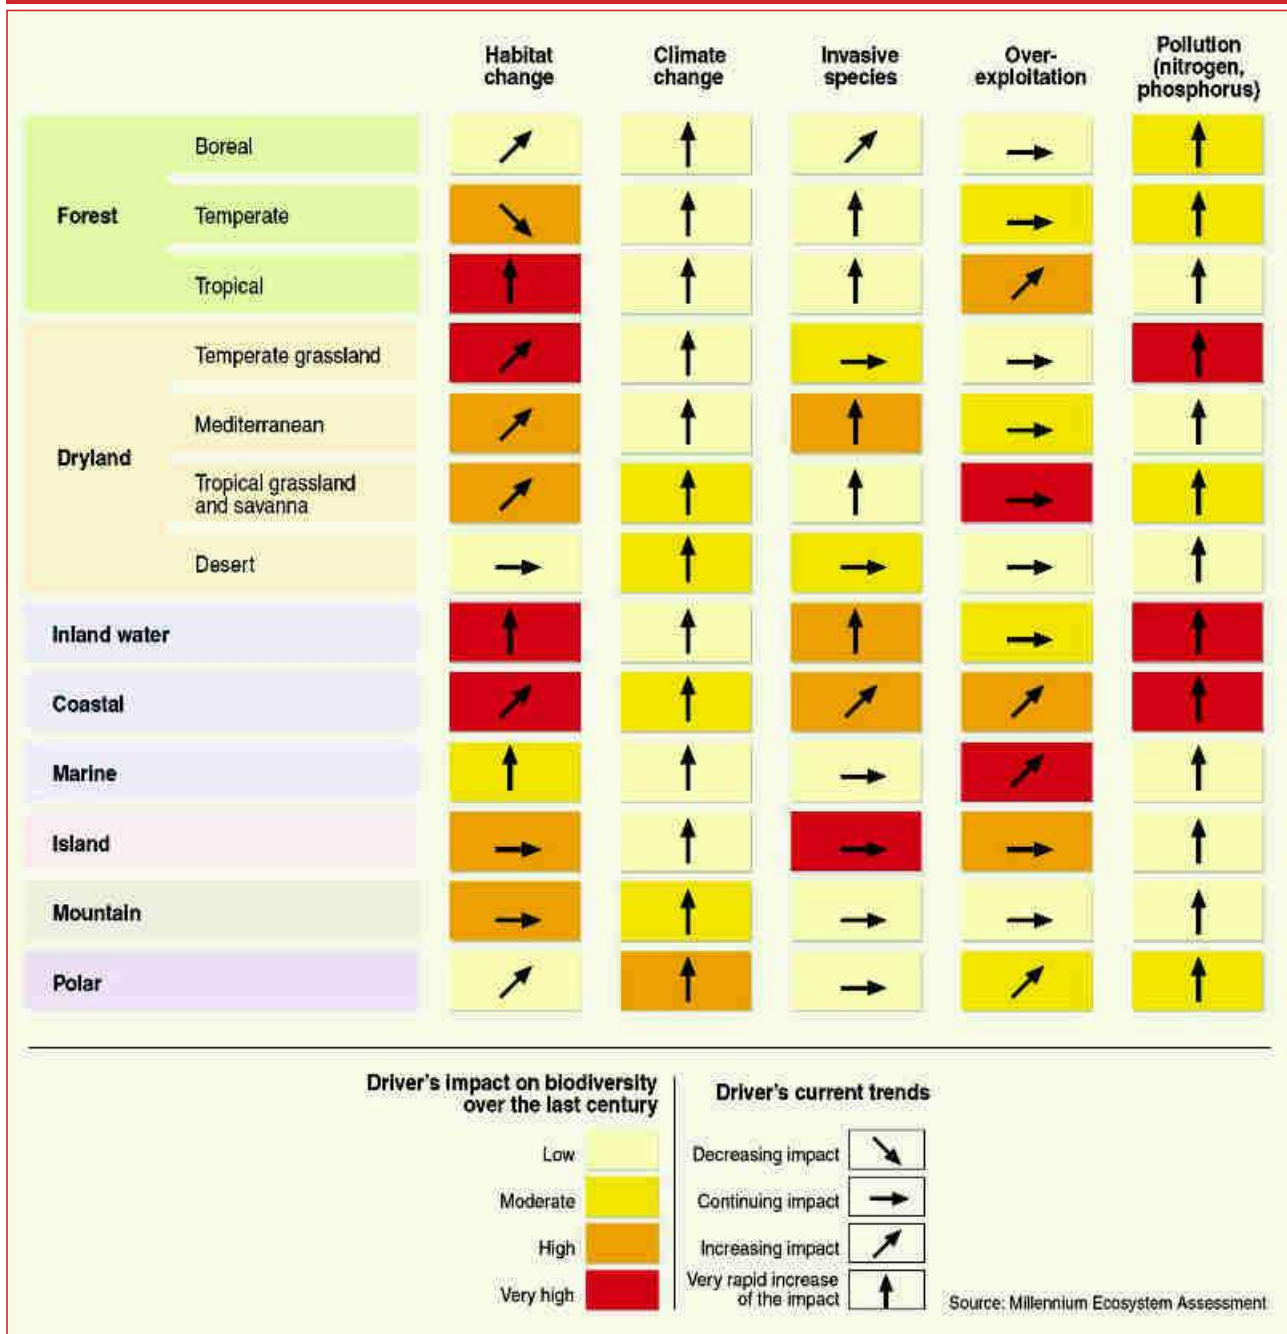 Habitat
change
Climate
change
Invasive
species
Over-
exploitation
Pollution
(nitrogen,
phosphorus)
Forest
Boreal
Temperate
Tropical
Dryland
Temperate grassland
Mediterranean
Tropical grassland
and savanna
Desert
Inland water
Coastal
Marine
Island
Mountain
Polar
Driver's impact on biodiversity
over the last century
Low
Moderate
High
Very high
Driver's current trends
Decreasing impact
Continuing impact
Increasing impact
Very rapid increase
of the impact
Source: Millennium Ecosystem Assessment